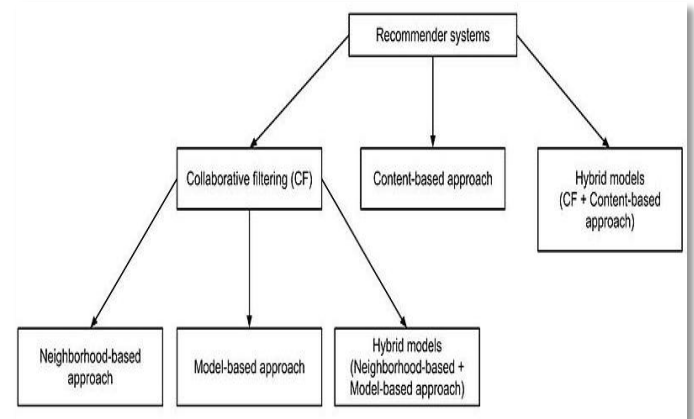 Recommender systems
Collaborative filtering (CF)
Content-based approach
Hybrid models
(CF + Content-based
approach)
Neighborhood-based
approach
Model-based approach
Hybrid models
(Neighborhood-based +
Model-based approach)